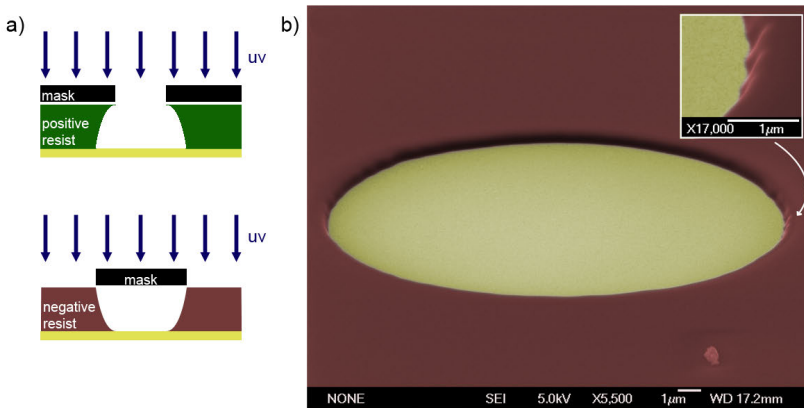 a)
uv
mask
positive
resist
uv
mask
negative
resist
b)
X17,000 1μm
NONE SEI 5.0kV X5,500 1μm WD 17.2mm